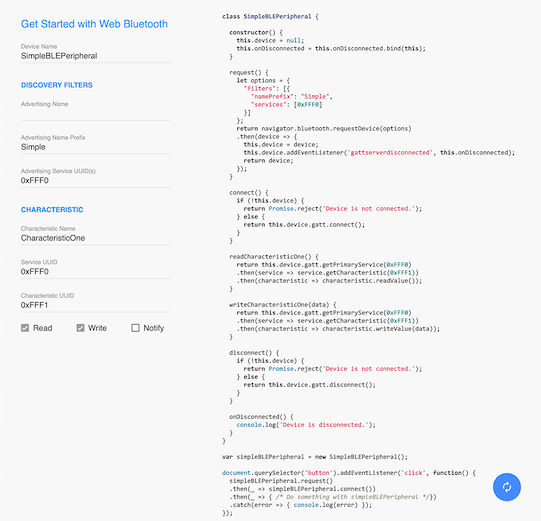 Get Started with Web Bluetooth
Device Name
SimpleBLEPeripheral
DISCOVERY FILTERS
Advertising Name
Advertising Name Prefix
Simple
Advertising Service UUID(s)
0xFFF0
CHARACTERISTIC
Characteristic Name
CharacteristicOne
Service UUID
0xFFF0
Characteristic UUID
0xFFF1
Read Write Notify
class SimpleBLEPeripheral {
constructor() {
this.device = null;
this.onDisconnected = this.onDisconnected.bind(this);
}
request() {
let options = {
"filters": [{
"namePrefix": "Simple",
"services": [0xFFF0]
}]
};
return navigator.bluetooth.requestDevice(options)
.then(device => {
this.device = device;
this.device.addEventListener('gattserverdisconnected', this.onDisconnected);
return device;
});
}
connect() {
if (!this.device) {
return Promise.reject('Device is not connected.');
} else {
return this.device.gatt.connect();
}
}
readCharacteristicOne() {
return this.device.gatt.getPrimaryService(0xFFF0)
.then(service => service.getCharacteristic(0xFFF1))
.then(characteristic => characteristic.readValue());
}
writeCharacteristicOne(data) {
return this.device.gatt.getPrimaryService(0xFFF0)
.then(service => service.getCharacteristic(0xFFF1))
.then(characteristic => characteristic.writeValue(data));
}
disconnect() {
if (!this.device) {
return Promise.reject('Device is not connected.');
} else {
return this.device.gatt.disconnect();
}
}
onDisconnected() {
console.log('Device is disconnected.');
}
}
var simpleBLEPeripheral = new SimpleBLEPeripheral();
document.querySelector('button').addEventListener('click', function() {
simpleBLEPeripheral.request()
.then(_ => simpleBLEPeripheral.connect())
.then(_ => { /* Do something with simpleBLEPeripheral */})
.catch(error => { console.log(error) });
});